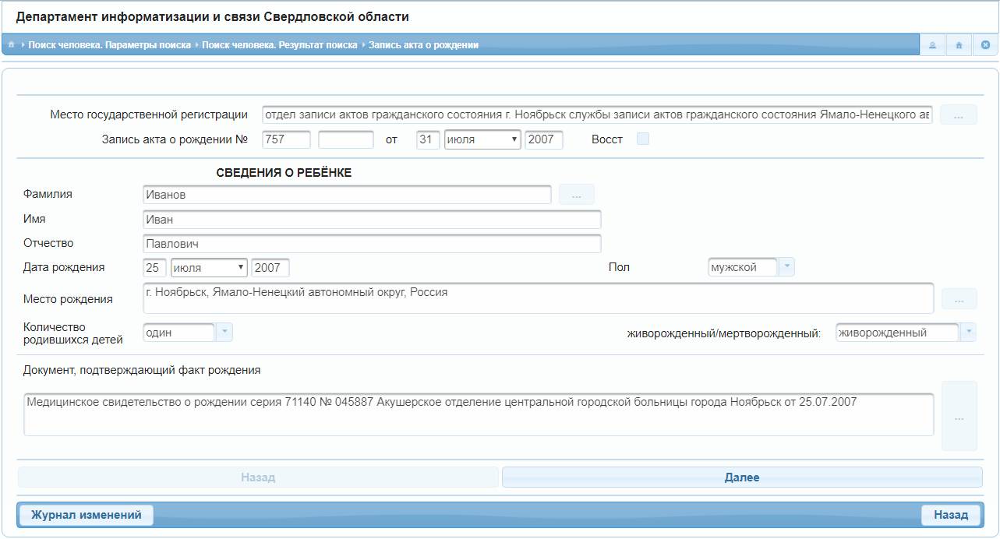 Департамент информатизации и связи Свердловской области
Поиск человека. Параметры поиска Поиск человека. Результат поиска Запись акта о рождении
Место государственной регистрации отдел записи актов гражданского состояния г. Ноябрьск службы записи актов гражданского состояния Ямало-Ненецкого ав ...
Запись акта о рождении № 757 от 31 июля 2007 Восст
СВЕДЕНИЯ О РЕБЁНКЕ
Фамилия Иванов ...
Имя Иван
Отчество Павлович
Дата рождения 25 июля 2007 Пол мужской
Место рождения г. Ноябрьск, Ямало-Ненецкий автономный округ, Россия ...
Количество
родившихся детей один живорожденный/мертворожденный: живорожденный
Документ, подтверждающий факт рождения
Медицинское свидетельство о рождении серия 71140 № 045887 Акушерское отделение центральной городской больницы города Ноябрьск от 25.07.2007
...
Назад Далее
Журнал изменений Назад